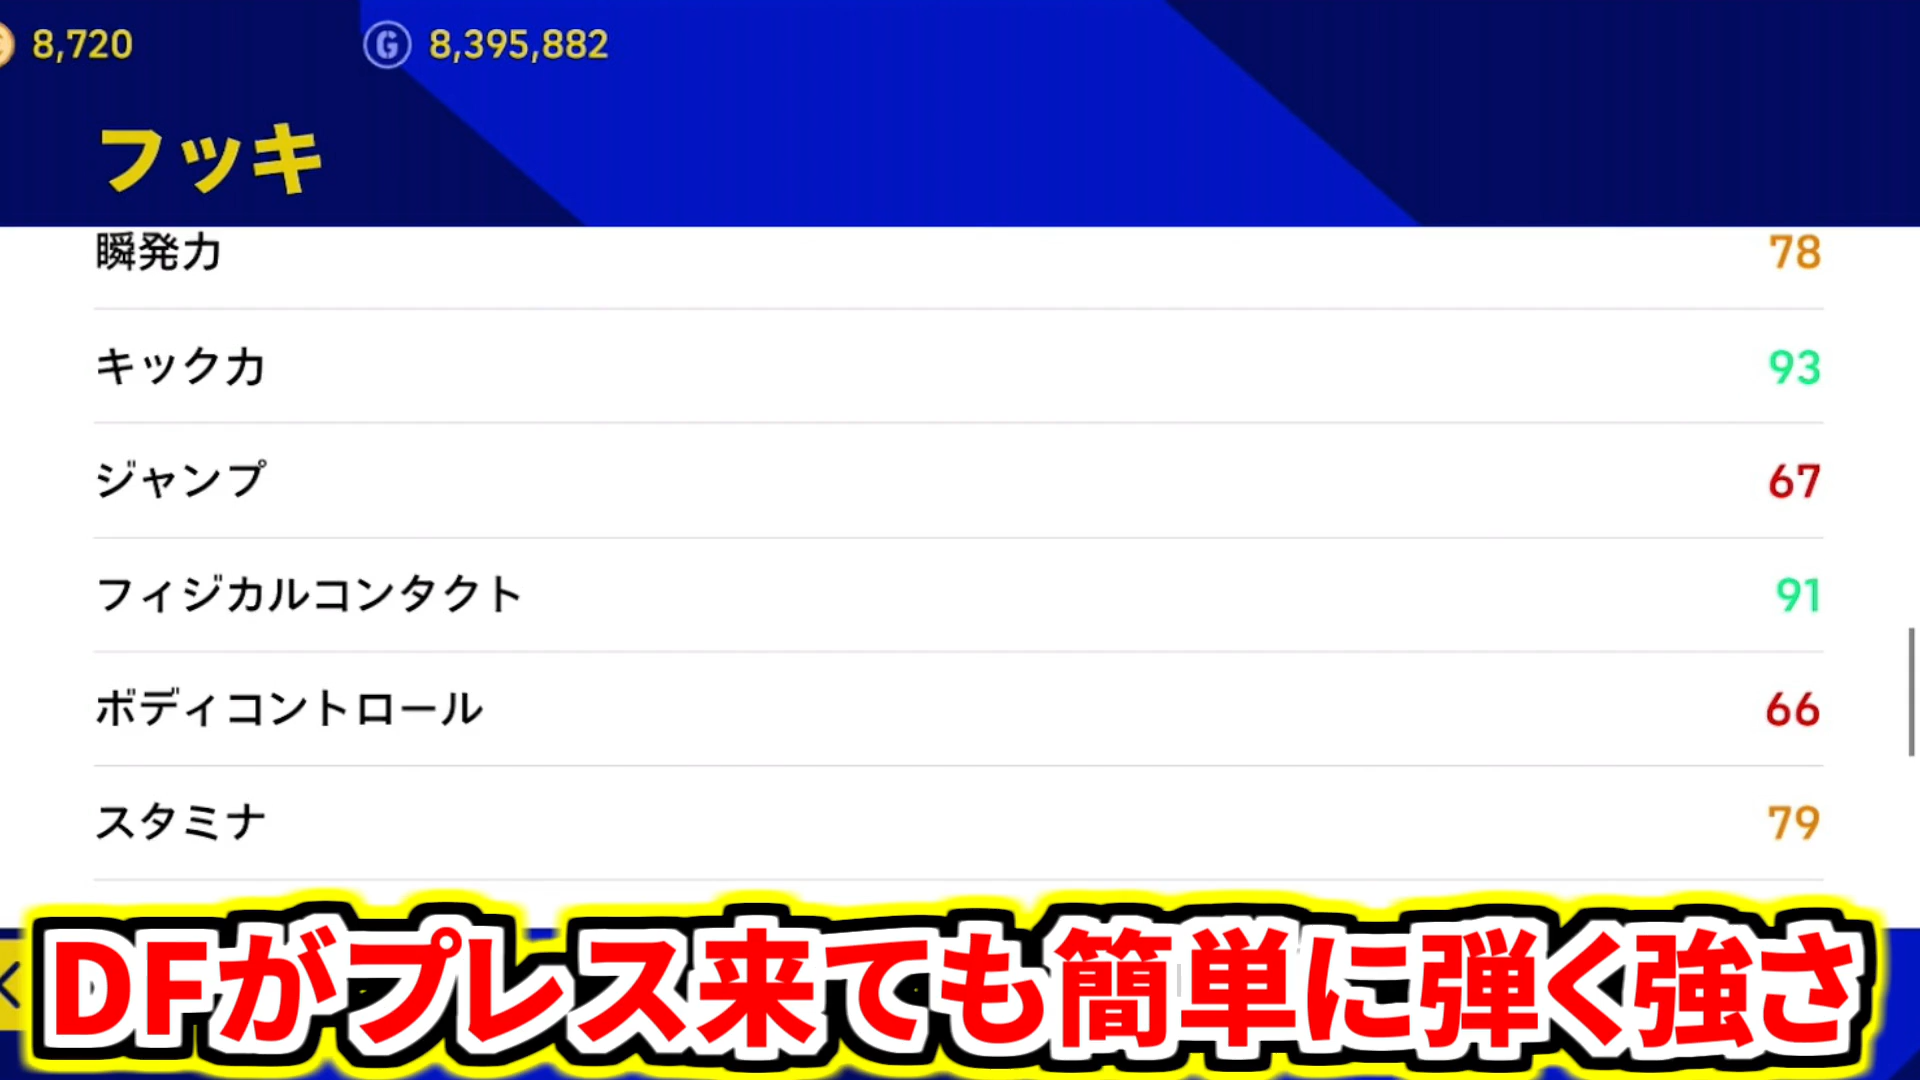 8,720
G 8,395,882
フッキ
瞬発力 78
キック力 93
ジャンプ 67
フィジカルコンタクト 91
ボディコントロール 66
スタミナ 79
DFがプレス来ても簡単に弾く強さ